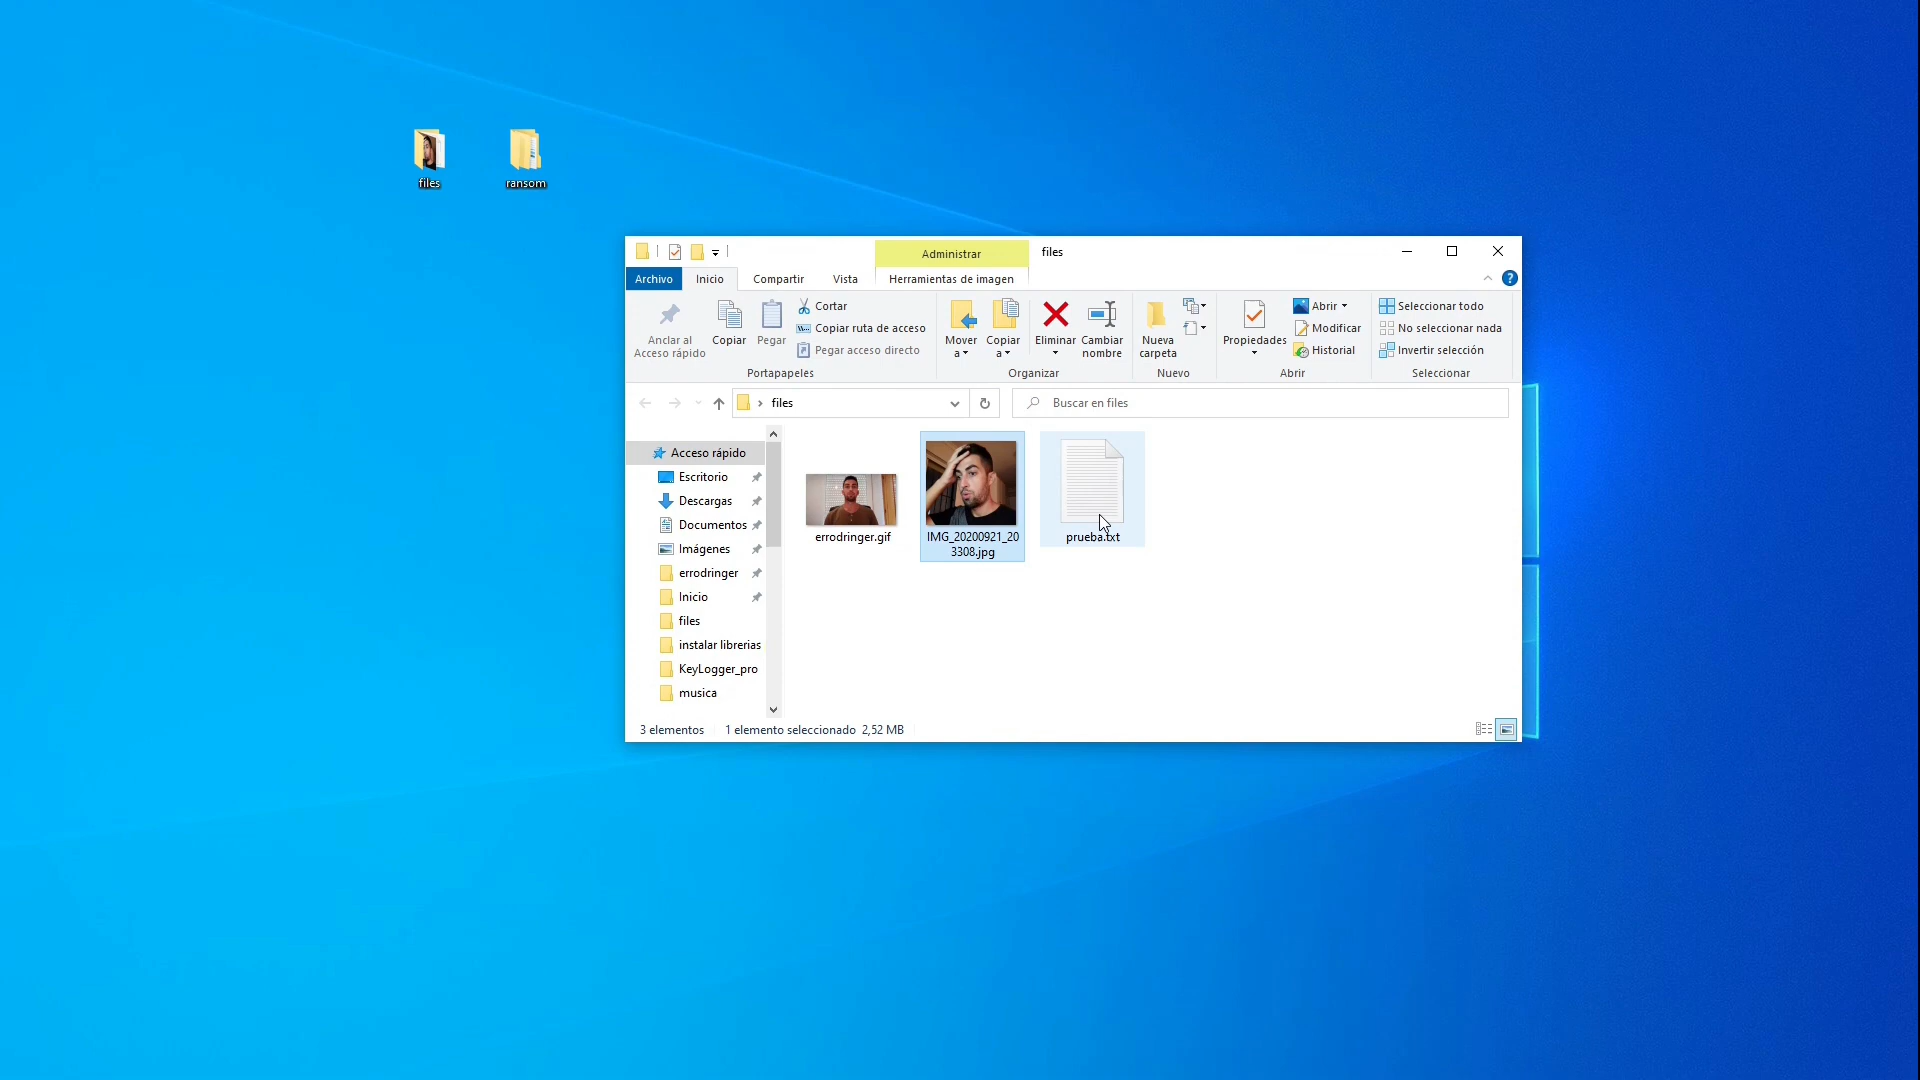 files
ransom
Administrar
files
Archivo
Inicio
Compartir
Vista
Herramientas de imagen
Anclar al
Acceso rápido
Copiar
Pegar
Cortar
Copiar ruta de acceso
Pegar acceso directo
Portapapeles
Mover
a
Copiar
a
Eliminar
Cambiar
nombre
Organizar
Nueva
carpeta
Nuevo
Propiedades
Abrir
Modificar
Historial
Abrir
Seleccionar todo
No seleccionar nada
Invertir selección
Seleccionar
files
Buscar en files
Acceso rápido
Escritorio
Descargas
Documentos
Imágenes
errodringer
Inicio
files
instalar librerias
KeyLogger_pro
musica
errodringer.gif
IMG_20200921_20
3308.jpg
prueba.txt
3 elementos
1 elemento seleccionado 2,52 MB